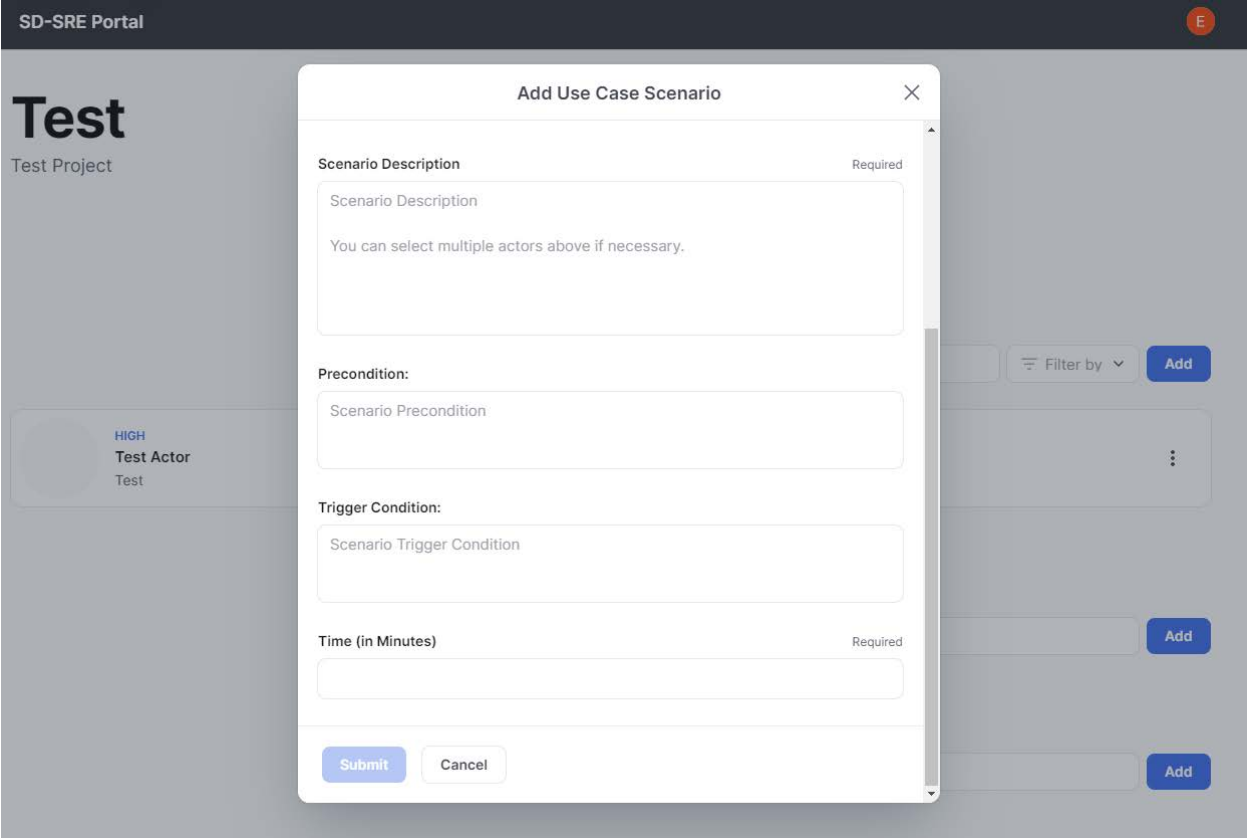 SD-SRE Portal
E
Test
Test Project
Add Use Case Scenario
Scenario Description
Required
Scenario Description
You can select multiple actors above if necessary.
Precondition:
Scenario Precondition
Trigger Condition:
Scenario Trigger Condition
Time (in Minutes)
Required
Submit
Cancel
Filter by
Add
HIGH
Test Actor
Test
Add
Add